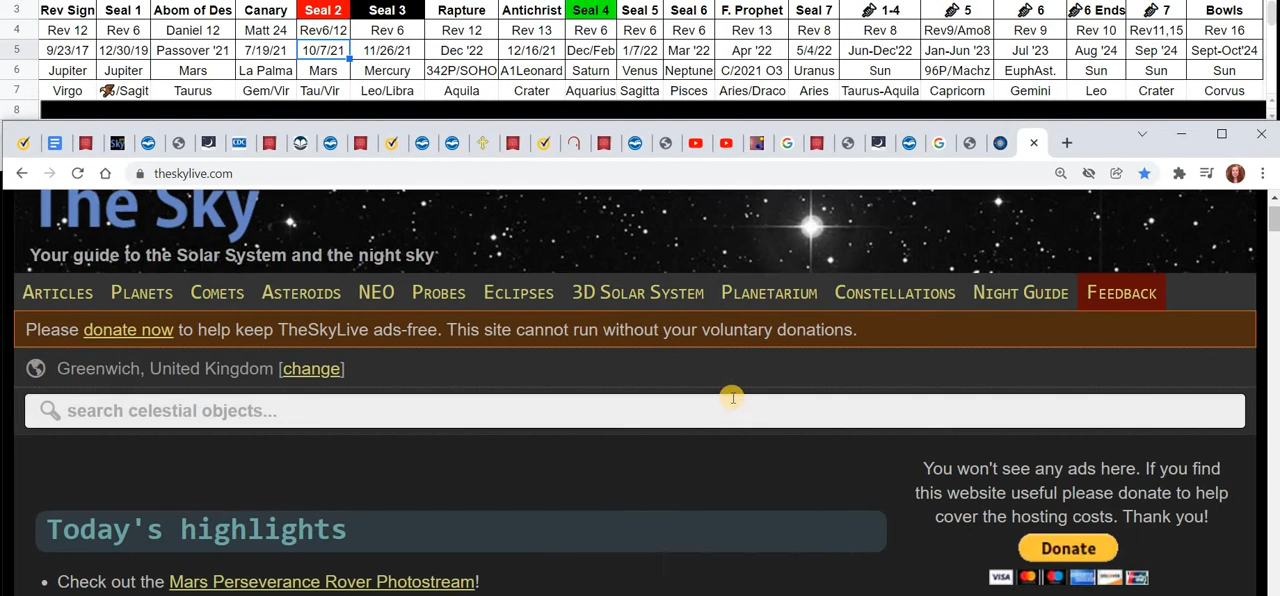 3 Rev Sign Seal 1 Abom of Des Canary Seal 2 Seal 3 Rapture Antichrist Seal 4 Seal 5 Seal 6 F. Prophet Seal 7 1-4 5 6 6 Ends 7 Bowls
4 Rev 12 Rev 6 Daniel 12 Matt 24 Rev6/12 Rev 6 Rev 12 Rev 13 Rev 6 Rev 6 Rev 6 Rev 13 Rev 8 Rev 8 Rev9/Amo8 Rev 9 Rev 10 Rev11,15 Rev 16
5 9/23/17 12/30/19 Passover '21 7/19/21 10/7/21 11/26/21 Dec '22 12/16/21 Dec/Feb 1/7/22 Mar '22 Apr '22 5/4/22 Jun-Dec'22 Jan-Jun '23 Jul '23 Aug '24 Sep '24 Sept-Oct'24
6 Jupiter Jupiter Mars La Palma Mars Mercury 342P/SOHO A1Leonard Saturn Venus Neptune C/2021 O3 Uranus Sun 96P/Machz EuphAst. Sun Sun Sun
7 Virgo /Sagit Taurus Gem/Vir Tau/Vir Leo/Libra Aquila Crater Aquarius Sagitta Pisces Aries/Draco Aries Taurus-Aquila Capricorn Gemini Leo Crater Corvus
8
theskylive.com
The Sky
Your guide to the Solar System and the night sky
Articles Planets Comets Asteroids NEO Probes Eclipses 3D Solar System Planetarium Constellations Night Guide Feedback
Please donate now to help keep TheSkyLive ads-free. This site cannot run without your voluntary donations.
Greenwich, United Kingdom [change]
search celestial objects...
You won't see any ads here. If you find
this website useful please donate to help
cover the hosting costs. Thank you!
Today's highlights
Donate
Check out the Mars Perseverance Rover Photostream!